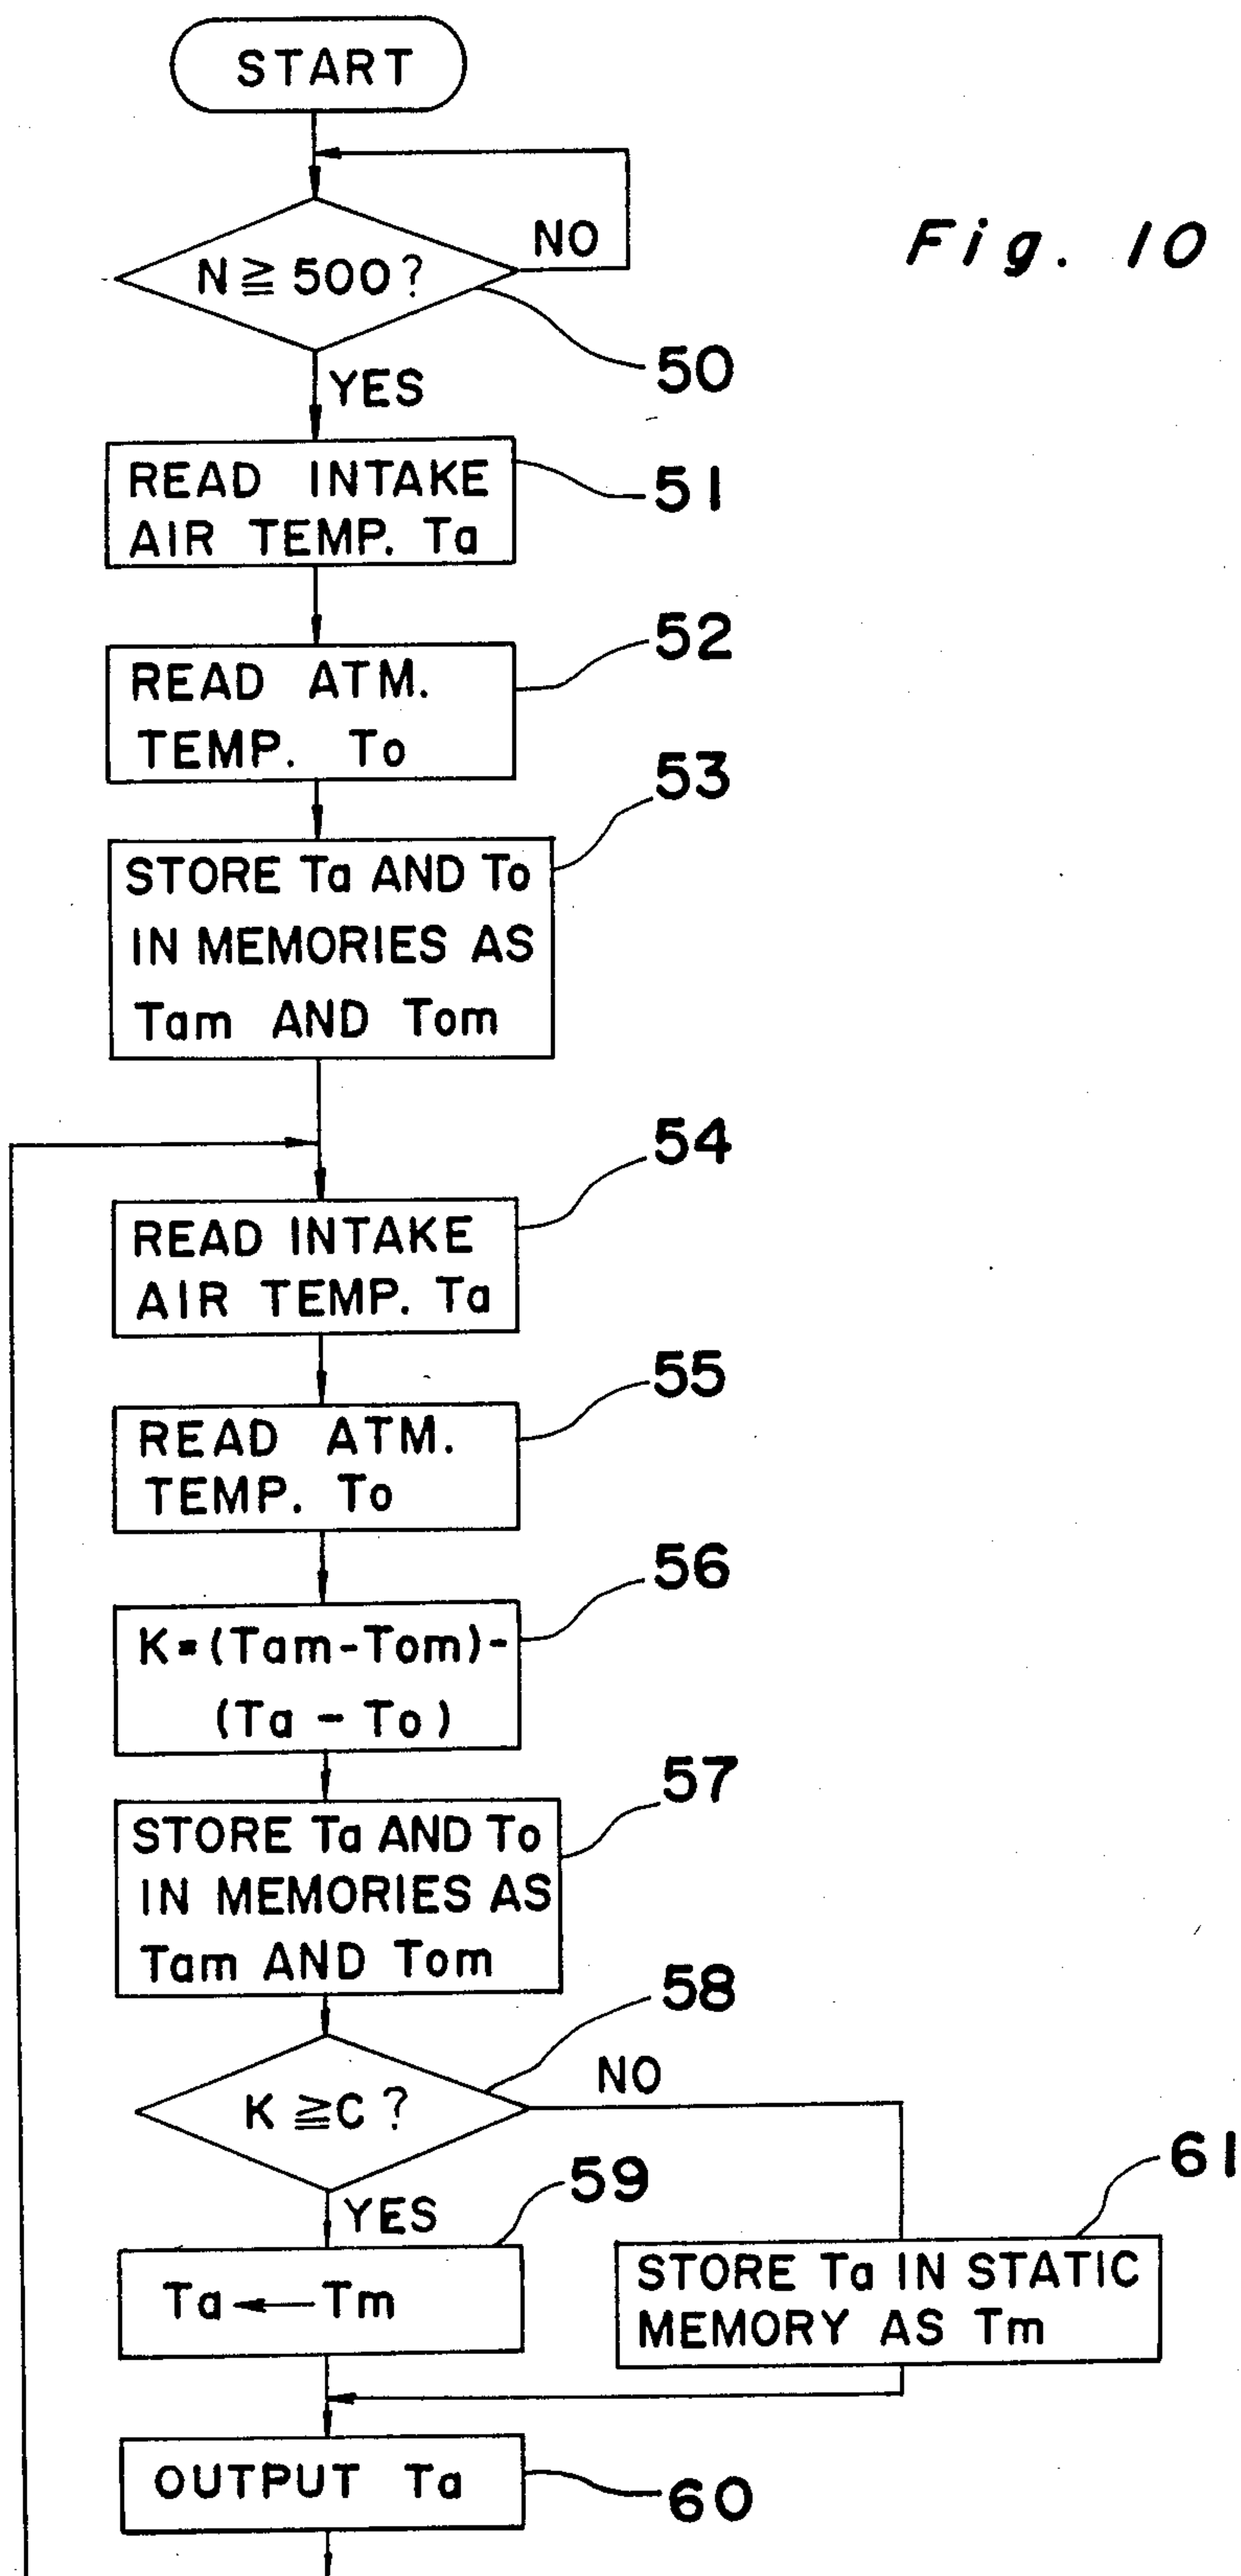 START
NO
Fig. 10
N ≧ 500 ?
50
YES
READ INTAKE
AIR TEMP. Ta
51
READ ATM.
TEMP. To
52
53
STORE Ta AND To
IN MEMORIES AS
Tam AND Tom
54
READ INTAKE
AIR TEMP. Ta
55
READ ATM.
TEMP. To
56
K=(Tam-Tom)-
(Ta - To)
57
STORE Ta AND To
IN MEMORIES AS
Tam AND Tom
58
NO
K ≧ C ?
59
61
YES
Ta ← Tm
STORE Ta IN STATIC
MEMORY AS Tm
OUTPUT Ta
60